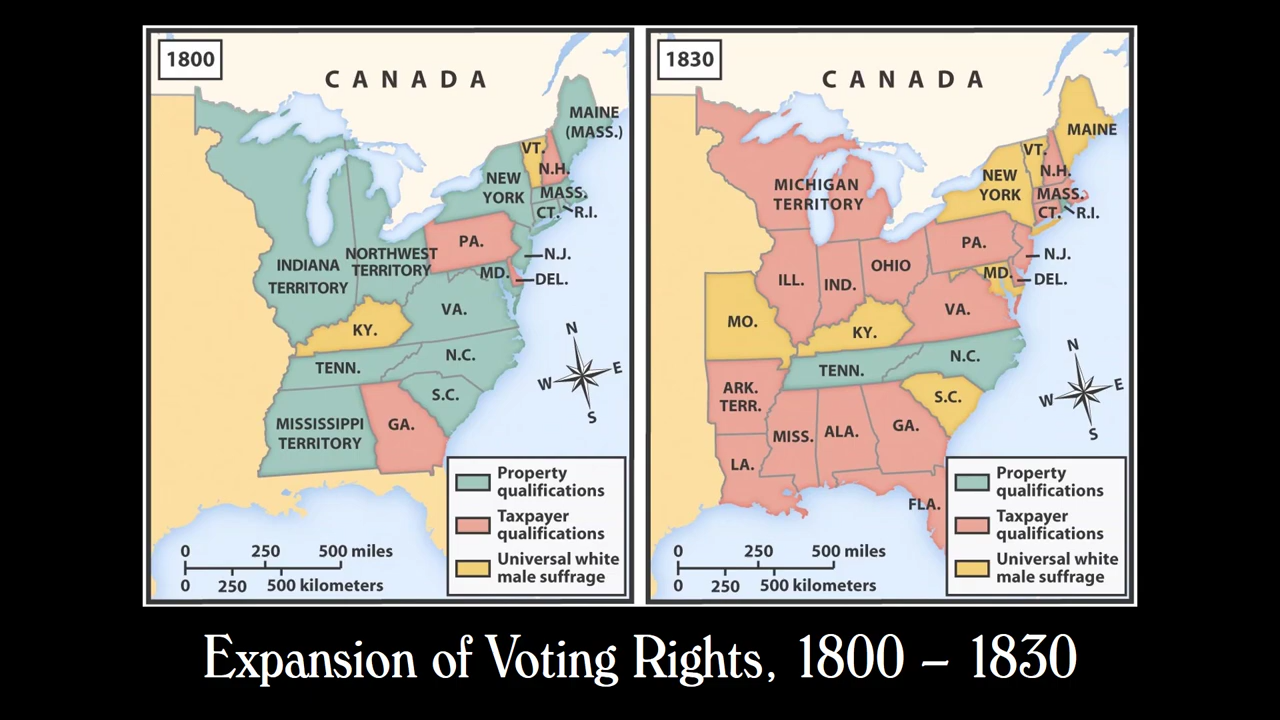 1800
CANADA
MAINE
(MASS.)
VT.
N.H.
NEW
YORK
MASS.
CT.
R.I.
PA.
N.J.
NORTHWEST
TERRITORY
INDIANA
TERRITORY
MD.
DEL.
VA.
KY.
N
W
E
S
N.C.
TENN.
S.C.
MISSISSIPPI
TERRITORY
GA.
Property
qualifications
Taxpayer
qualifications
Universal white
male suffrage
0 250 500 miles
0 250 500 kilometers
1830
CANADA
MAINE
VT.
N.H.
NEW
YORK
MICHIGAN
TERRITORY
MASS.
CT.
R.I.
PA.
N.J.
OHIO
MD.
DEL.
ILL.
IND.
VA.
MO.
KY.
N
W
E
S
N.C.
TENN.
ARK.
TERR.
S.C.
MISS.
ALA.
GA.
LA.
FLA.
Property
qualifications
Taxpayer
qualifications
Universal white
male suffrage
0 250 500 miles
0 250 500 kilometers
Expansion of Voting Rights, 1800 – 1830